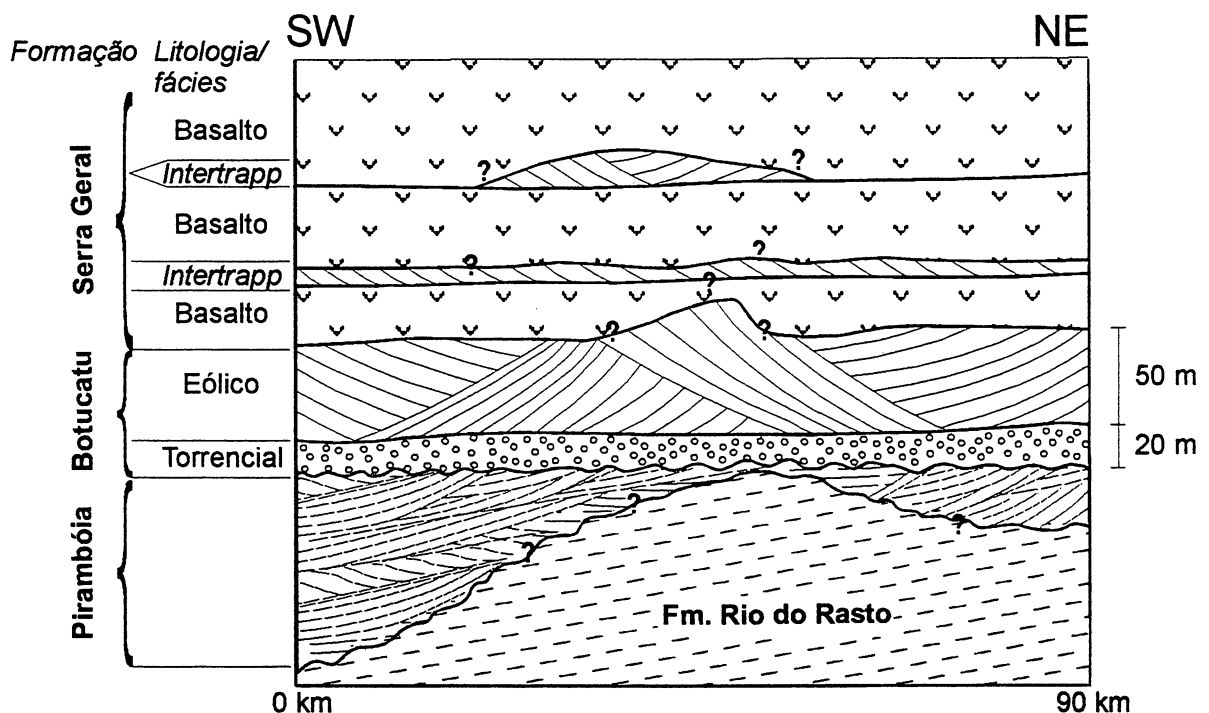 SW
NE
Formação
Litologia/
fácies
Serra Geral
Basalto
Intertrapp
Basalto
Intertrapp
Basalto
Botucatu
Eólico
Torrencial
Pirambóia
?
?
?
?
?
?
?
?
?
?
Fm. Rio do Rasto
50 m
20 m
0 km
90 km